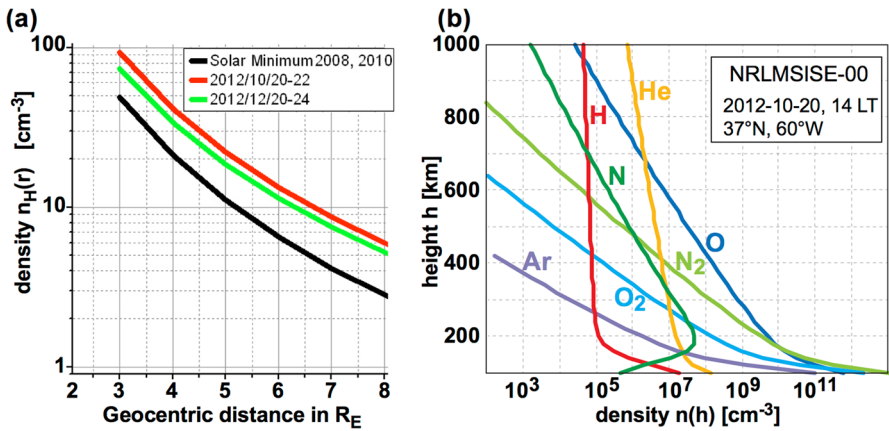 (a)
100
10
1
density nH(r) [cm-3]
Solar Minimum 2008, 2010
2012/10/20-22
2012/12/20-24
2 3 4 5 6 7 8
Geocentric distance in RE
(b)
1000
800
600
400
200
height h [km]
NRLMSISE-00
2012-10-20, 14 LT
37°N, 60°W
He
H
N
O
N2
Ar
O2
10^3 10^5 10^7 10^9 10^11
density n(h) [cm-3]